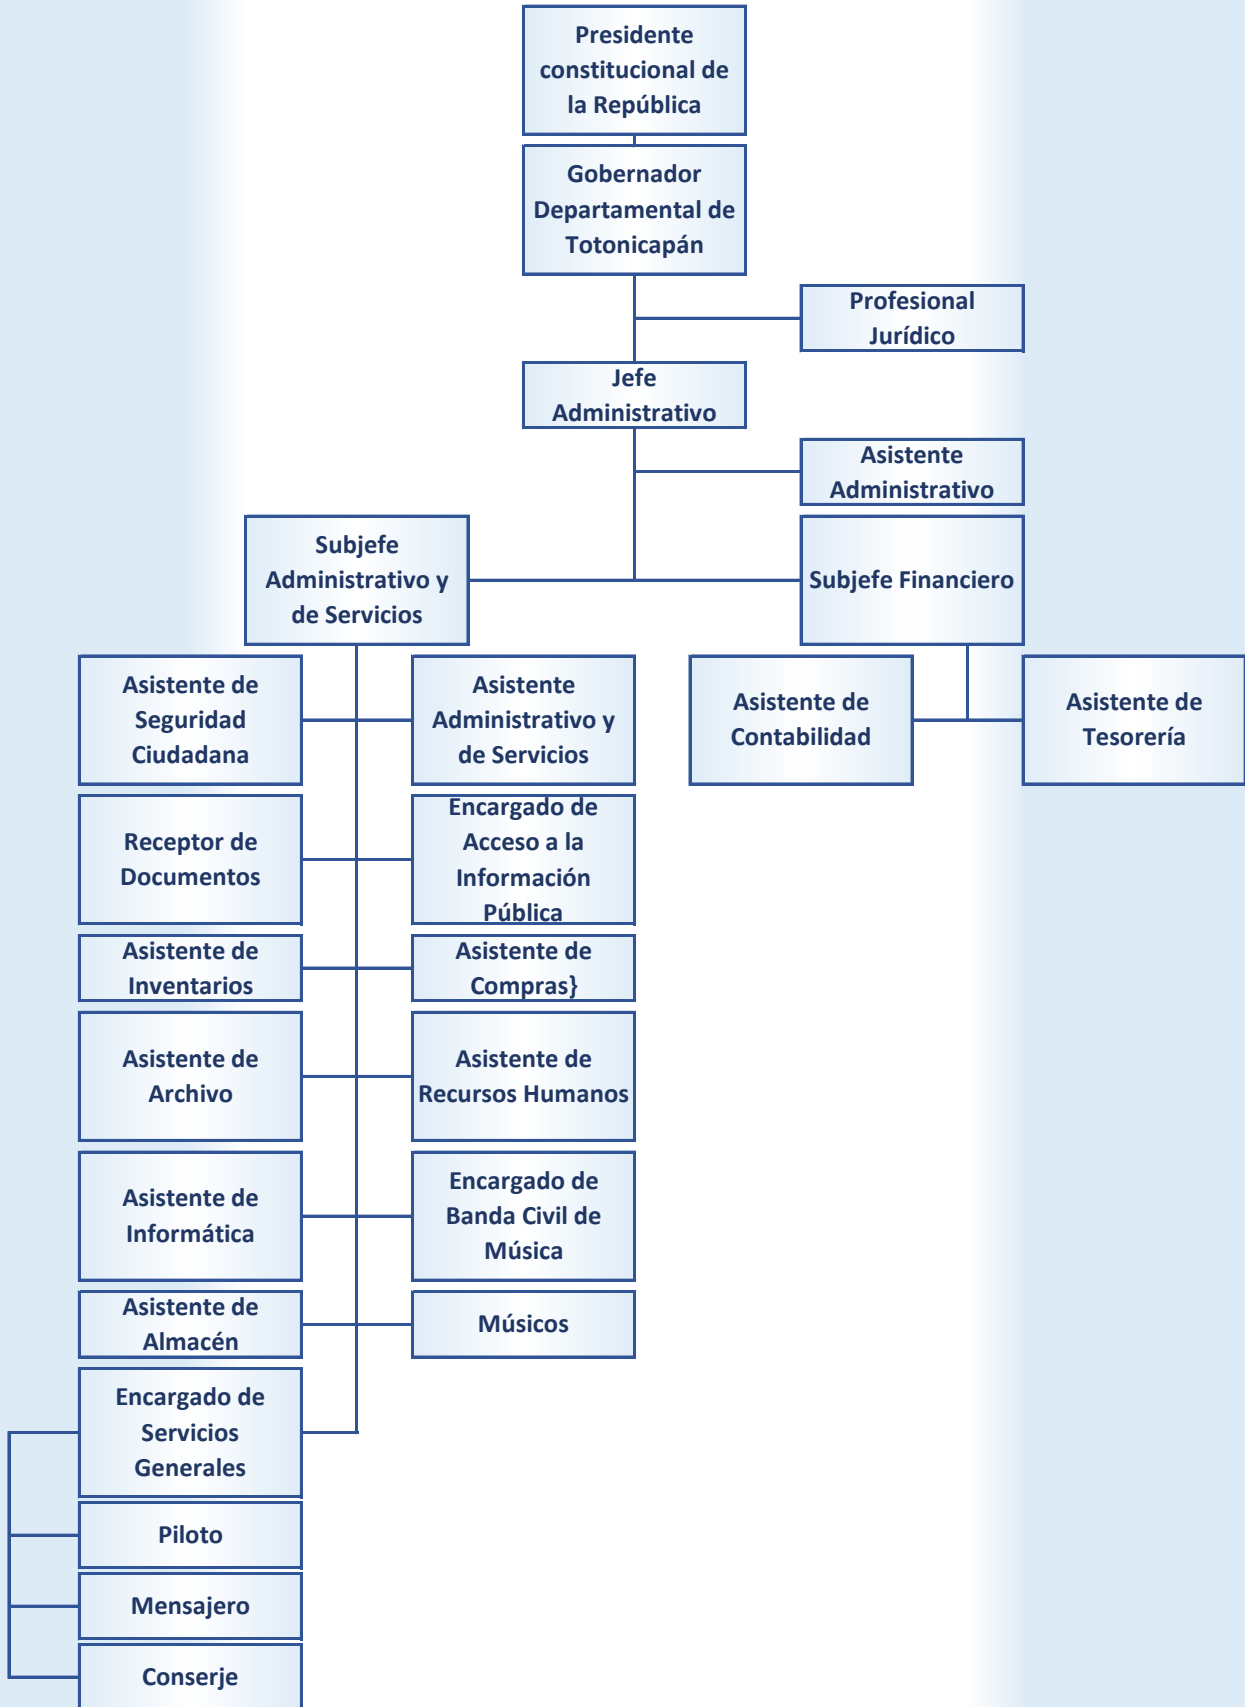 Presidente
constitucional de
la República
Gobernador
Departamental de
Totonicapán
Profesional
Jurídico
Jefe
Administrativo
Asistente
Administrativo
Subjefe
Administrativo y
de Servicios
Subjefe Financiero
Asistente de
Seguridad
Ciudadana
Asistente
Administrativo y
de Servicios
Asistente de
Contabilidad
Asistente de
Tesorería
Receptor de
Documentos
Encargado de
Acceso a la
Información
Pública
Asistente de
Inventarios
Asistente de
Compras}
Asistente de
Archivo
Asistente de
Recursos Humanos
Asistente de
Informática
Encargado de
Banda Civil de
Música
Asistente de
Almacén
Músicos
Encargado de
Servicios
Generales
Piloto
Mensajero
Conserje